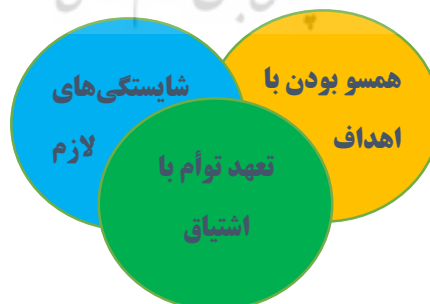 همسو بودن با
اهداف
شایستگی‌های
لازم
تعهد توأم با
اشتیاق